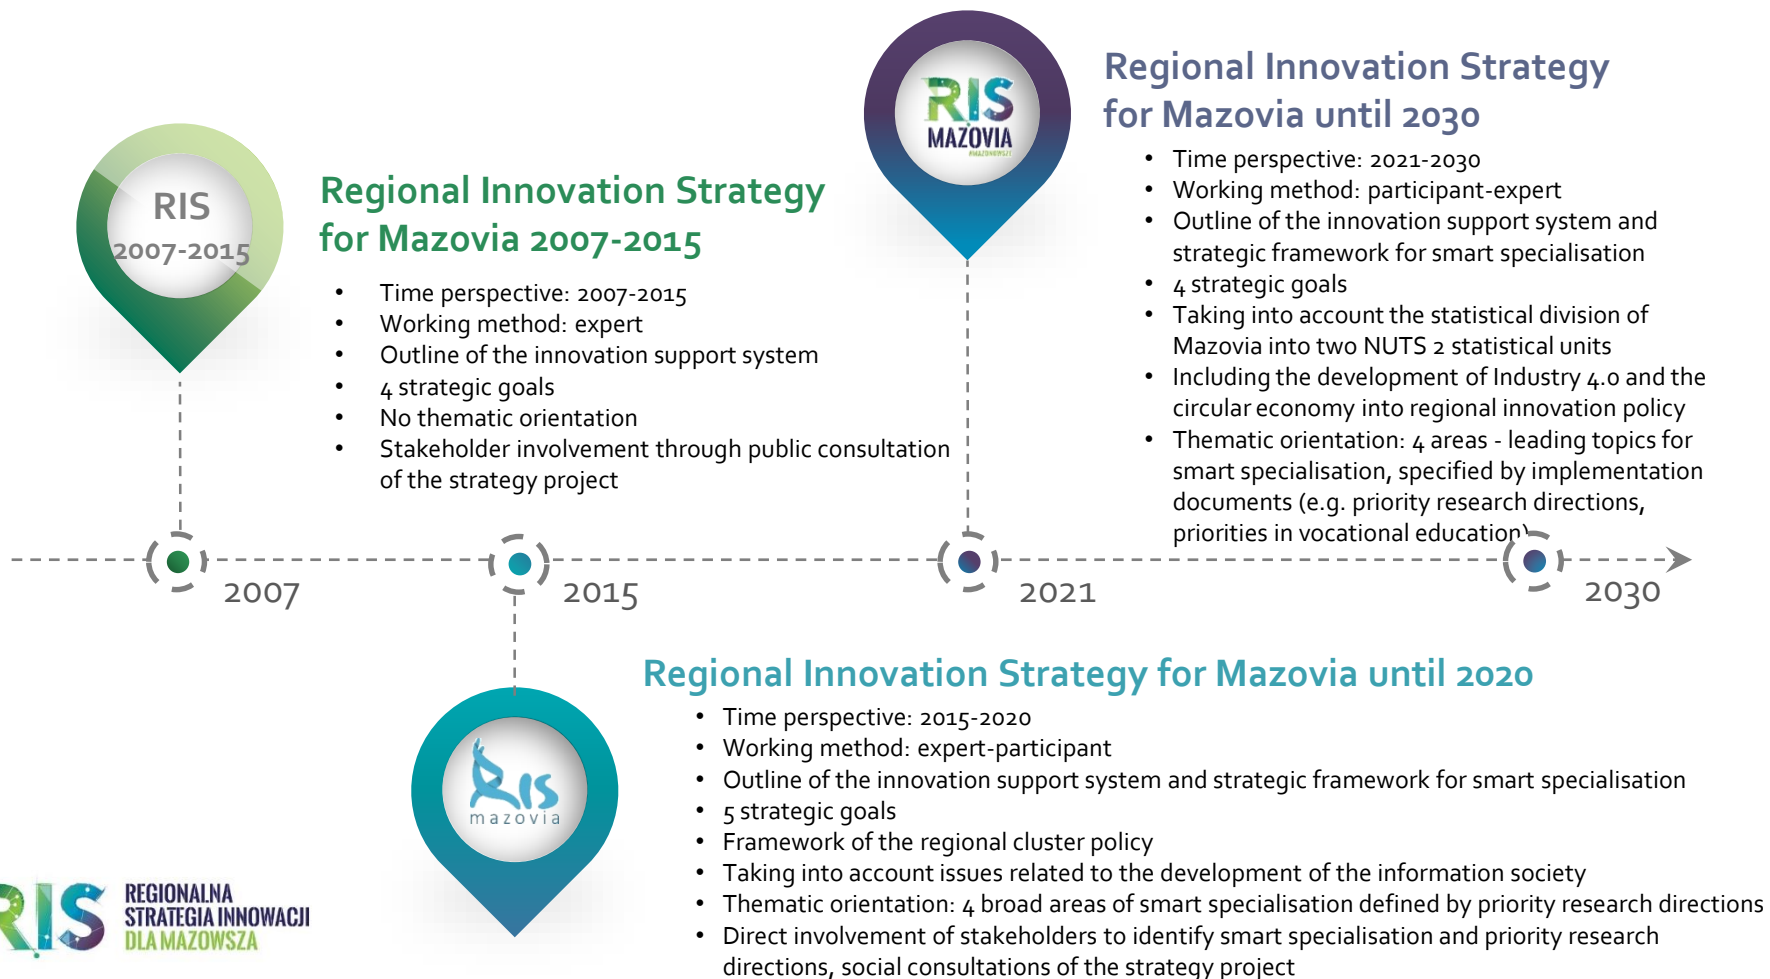 RIS
2007-2015
Regional Innovation Strategy
for Mazovia 2007-2015
• Time perspective: 2007-2015
• Working method: expert
• Outline of the innovation support system
• 4 strategic goals
• No thematic orientation
• Stakeholder involvement through public consultation
of the strategy project
RIS
MAZOVIA
Regional Innovation Strategy
for Mazovia until 2030
• Time perspective: 2021-2030
• Working method: participant-expert
• Outline of the innovation support system and
strategic framework for smart specialisation
• 4 strategic goals
• Taking into account the statistical division of
Mazovia into two NUTS 2 statistical units
• Including the development of Industry 4.0 and the
circular economy into regional innovation policy
• Thematic orientation: 4 areas - leading topics for
smart specialisation, specified by implementation
documents (e.g. priority research directions,
priorities in vocational education)
2007
2015
2021
2030
RIS
mazovia
Regional Innovation Strategy for Mazovia until 2020
• Time perspective: 2015-2020
• Working method: expert-participant
• Outline of the innovation support system and strategic framework for smart specialisation
• 5 strategic goals
• Framework of the regional cluster policy
• Taking into account issues related to the development of the information society
• Thematic orientation: 4 broad areas of smart specialisation defined by priority research directions
• Direct involvement of stakeholders to identify smart specialisation and priority research
directions, social consultations of the strategy project
RIS
REGIONALNA
STRATEGIA INNOWACJI
DLA MAZOWSZA